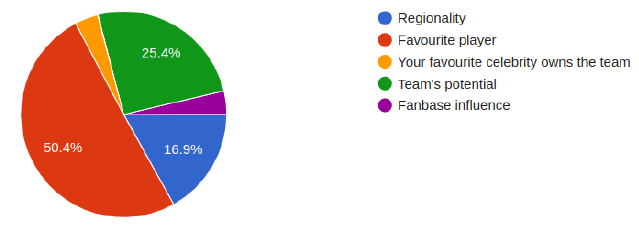 25.4%
50.4%
16.9%
Regionality
Favourite player
Your favourite celebrity owns the team
Team's potential
Fanbase influence